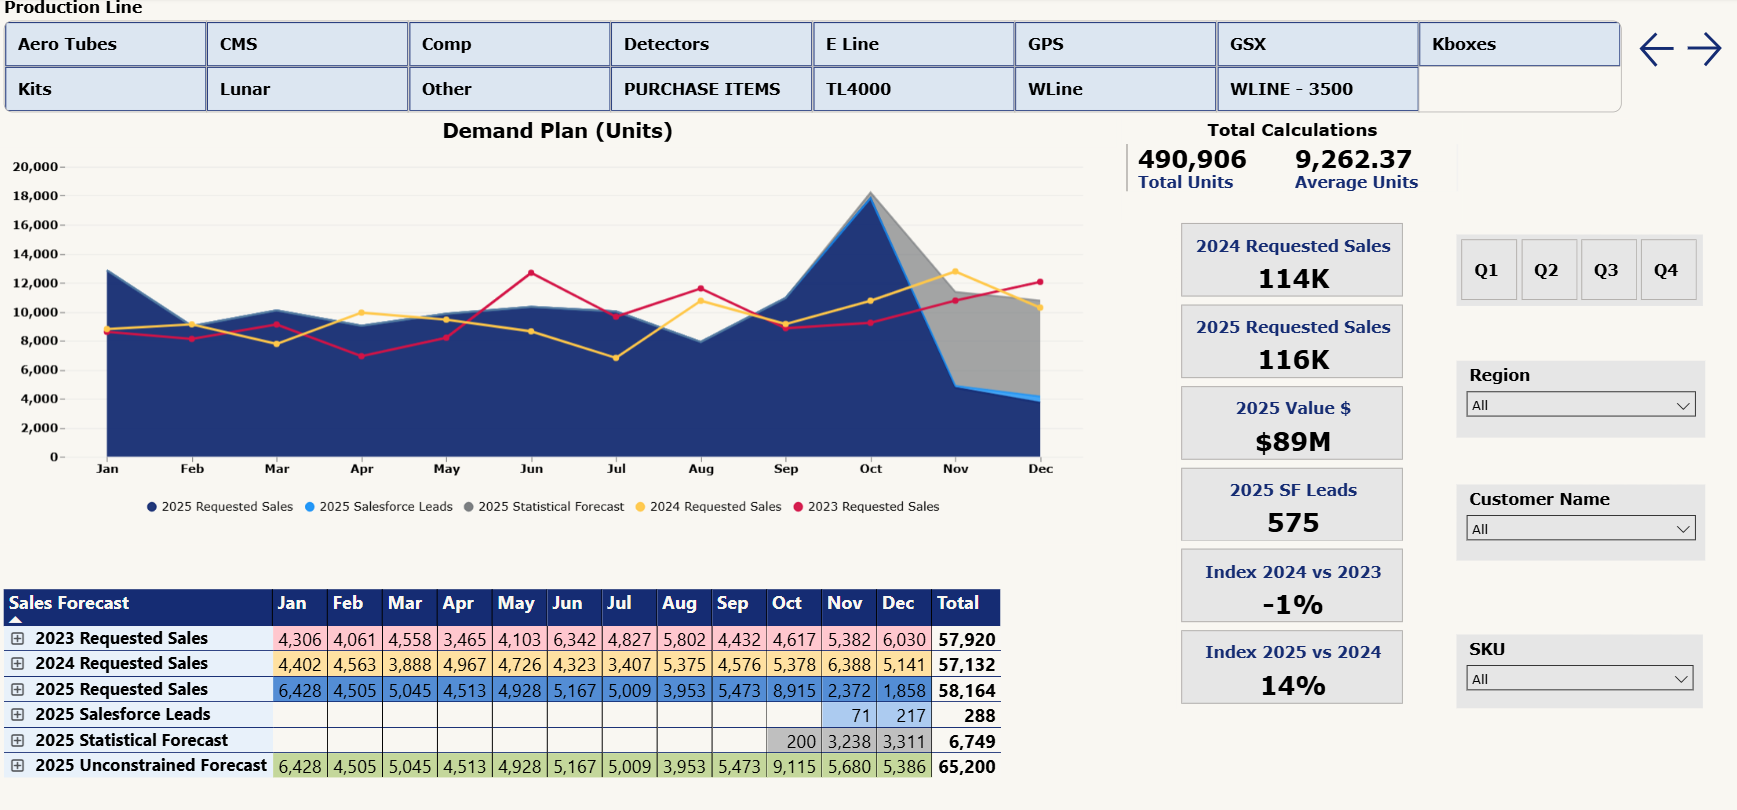 Production Line
Aero Tubes CMS Comp Detectors E Line GPS GSX Kboxes
Kits Lunar Other PURCHASE ITEMS TL4000 WLine WLINE - 3500
Demand Plan (Units)
20,000
18,000
16,000
14,000
12,000
10,000
8,000
6,000
4,000
2,000
0
Jan Feb Mar Apr May Jun Jul Aug Sep Oct Nov Dec
2025 Requested Sales 2025 Salesforce Leads 2025 Statistical Forecast 2024 Requested Sales 2023 Requested Sales
Total Calculations
490,906 9,262.37
Total Units Average Units
2024 Requested Sales
114K
2025 Requested Sales
116K
2025 Value $
$89M
2025 SF Leads
575
Index 2024 vs 2023
-1%
Index 2025 vs 2024
14%
Q1 Q2 Q3 Q4
Region
All
Customer Name
All
SKU
All
Sales Forecast Jan Feb Mar Apr May Jun Jul Aug Sep Oct Nov Dec Total
2023 Requested Sales 4,306 4,061 4,558 3,465 4,103 6,342 4,827 5,802 4,432 4,617 5,382 6,030 57,920
2024 Requested Sales 4,402 4,563 3,888 4,967 4,726 4,323 3,407 5,375 4,576 5,378 6,388 5,141 57,132
2025 Requested Sales 6,428 4,505 5,045 4,513 4,928 5,167 5,009 3,953 5,473 8,915 2,372 1,858 58,164
2025 Salesforce Leads 71 217 288
2025 Statistical Forecast 200 3,238 3,311 6,749
2025 Unconstrained Forecast 6,428 4,505 5,045 4,513 4,928 5,167 5,009 3,953 5,473 9,115 5,680 5,386 65,200